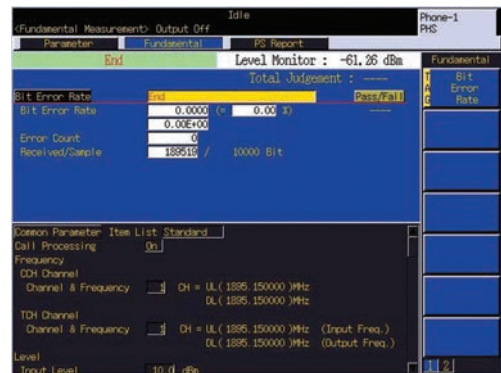 Idle
<Fundamental Measurement> Output Off
Phone-1
PHS
Parameter Fundamental PS Report
End Level Monitor : -61.26 dBm
Fundamental
Total Judgement : ----
TAG Bit Error Rate
Bit Error Rate End Pass/Fail
Bit Error Rate 0.0000 (= 0.00 %) ----
0.00E+00
Error Count 0
Received/Sample 189519 / 10000 Bit
Common Parameter Item List Standard
Call Processing On
Frequency
CCH Channel
Channel & Frequency 1 CH = UL( 1895.150000 )MHz
DL( 1895.150000 )MHz
TCH Channel
Channel & Frequency 1 CH = UL( 1895.150000 )MHz (Input Freq.)
DL( 1895.150000 )MHz (Output Freq.)
Level
Input Level 10.0 dBm
1 2